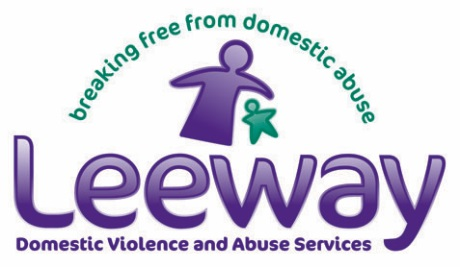 breaking free from domestic abuse
Leeway
Domestic Violence and Abuse Services